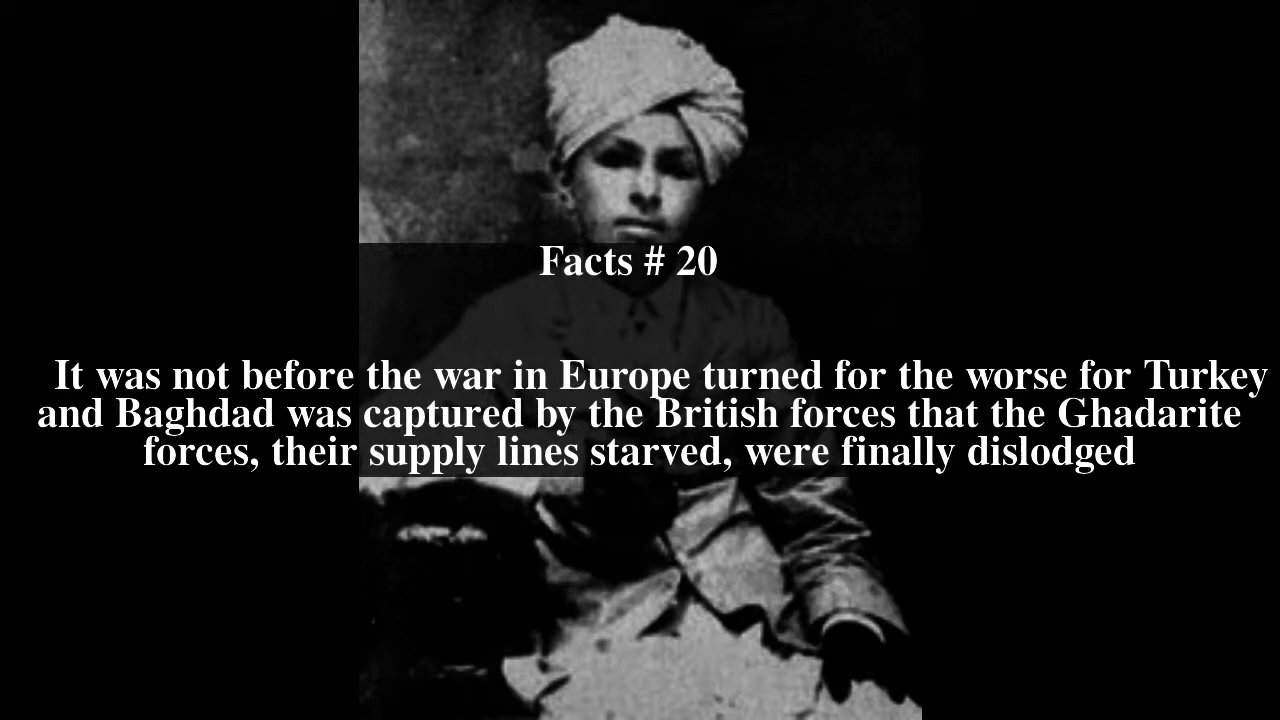 Facts # 20
It was not before the war in Europe turned for the worse for Turkey
and Baghdad was captured by the British forces that the Ghadarite
forces, their supply lines starved, were finally dislodged